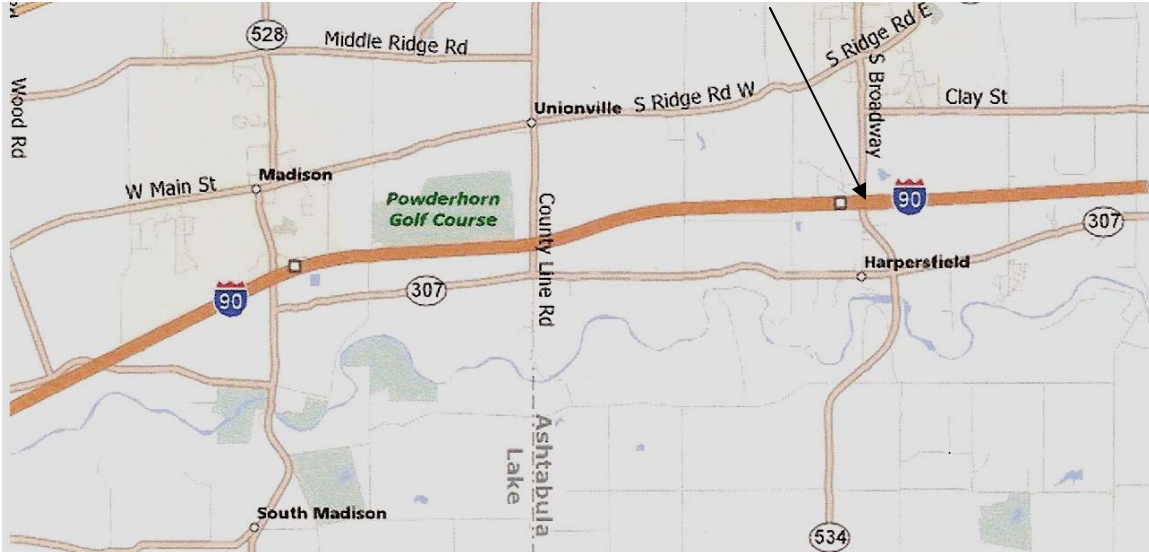 528
Middle Ridge Rd
S Ridge Rd E
S Broadway
Wood Rd
Unionville
S Ridge Rd W
Clay St
W Main St
Madison
Powderhorn
Golf Course
County Line Rd
90
307
Harpersfield
307
90
Ashtabula
Lake
South Madison
534